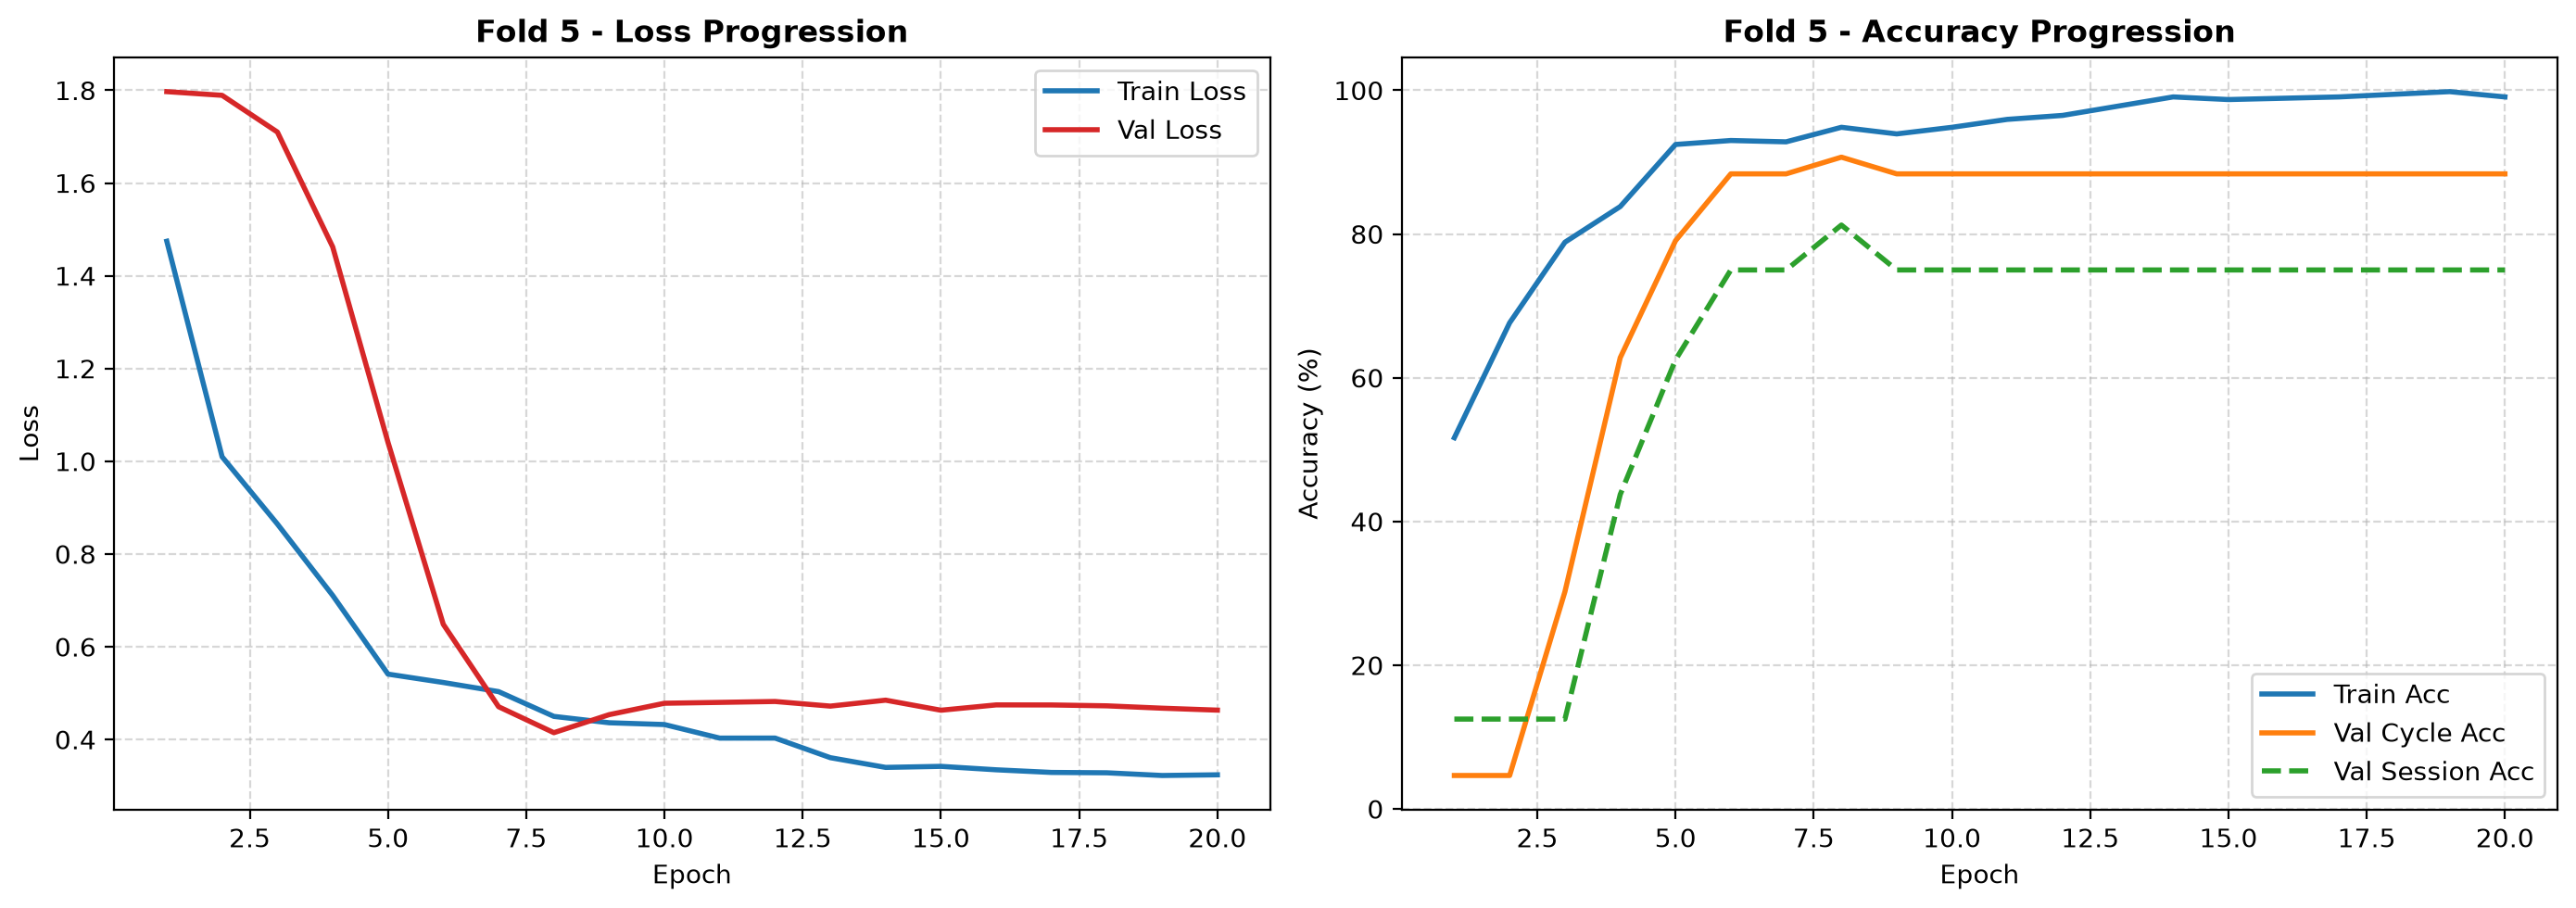 Fold 5 - Loss Progression
1.8
1.6
1.4
1.2
1.0
0.8
0.6
0.4
Loss
Train Loss
Val Loss
2.5 5.0 7.5 10.0 12.5 15.0 17.5 20.0
Epoch
Fold 5 - Accuracy Progression
100
80
60
40
20
0
Accuracy (%)
Train Acc
Val Cycle Acc
Val Session Acc
2.5 5.0 7.5 10.0 12.5 15.0 17.5 20.0
Epoch